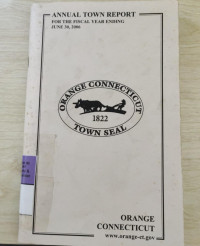 ANNUAL TOWN REPORT
FOR THE FISCAL YEAR ENDING
JUNE 30, 2006
ORANGE CONNECTICUT
1822
TOWN SEAL
ORANGE
CONNECTICUT
www.orange-ct.gov